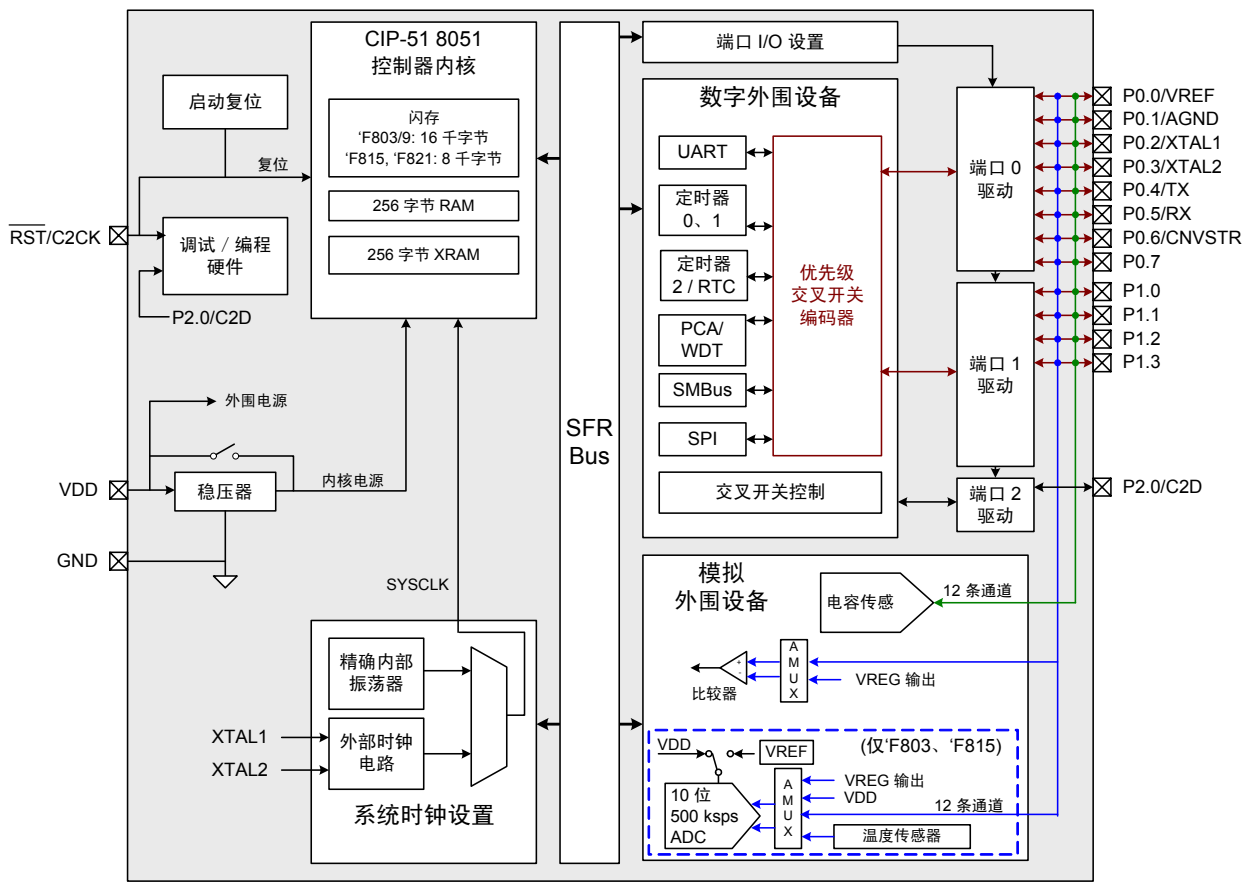 CIP-51 8051
控制器内核
闪存
‘F803/9: 16 千字节
‘F815, ‘F821: 8 千字节
256 字节 RAM
256 字节 XRAM
启动复位
复位
RST/C2CK
调试／编程
硬件
P2.0/C2D
外围电源
VDD
稳压器
内核电源
GND
SYSCLK
精确内部
振荡器
XTAL1
XTAL2
外部时钟
电路
系统时钟设置
SFR
Bus
端口 I/O 设置
数字外围设备
UART
定时器
0、1
定时器
2 / RTC
PCA/
WDT
SMBus
SPI
优先级
交叉开关
编码器
交叉开关控制
端口 0
驱动
端口 1
驱动
端口 2
驱动
P0.0/VREF
P0.1/AGND
P0.2/XTAL1
P0.3/XTAL2
P0.4/TX
P0.5/RX
P0.6/CNVSTR
P0.7
P1.0
P1.1
P1.2
P1.3
P2.0/C2D
模拟
外围设备
电容传感
12 条通道
比较器
+
-
A
M
U
X
VREG 输出
(仅‘F803、‘F815)
VDD
VREF
10 位
500 ksps
ADC
A
M
U
X
VREG 输出
VDD
12 条通道
温度传感器